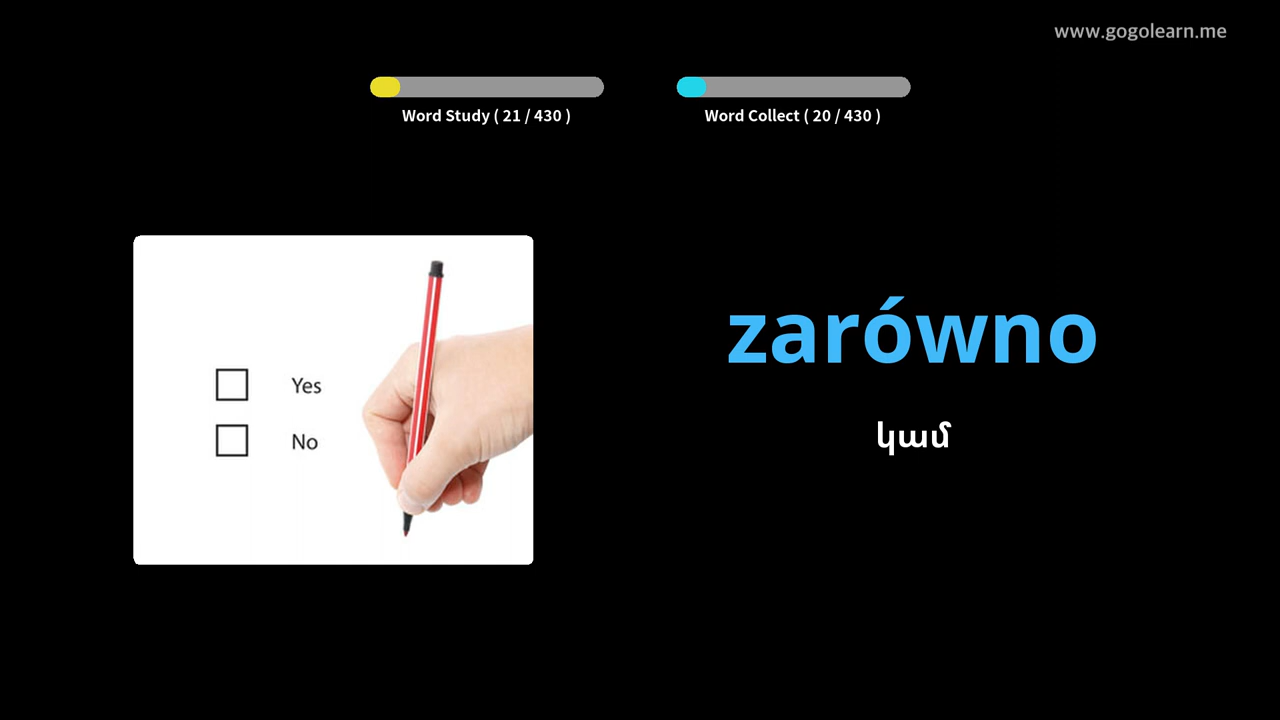 www.gogolearn.me
Word Study ( 21 / 430 )
Word Collect ( 20 / 430 )
Yes
No
zarówno
կամ